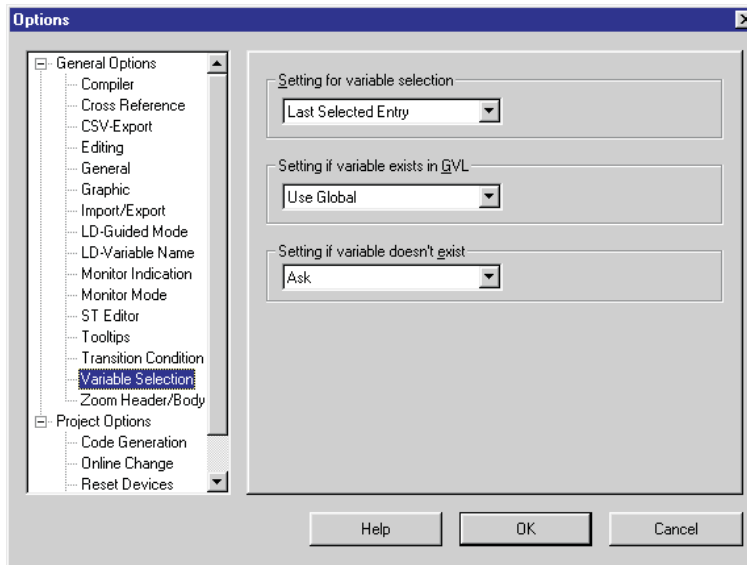 Options
General Options
Compiler
Cross Reference
CSV-Export
Editing
General
Graphic
Import/Export
LD-Guided Mode
LD-Variable Name
Monitor Indication
Monitor Mode
ST Editor
Tooltips
Transition Condition
Variable Selection
Zoom Header/Body
Project Options
Code Generation
Online Change
Reset Devices
Setting for variable selection
Last Selected Entry
Setting if variable exists in GVL
Use Global
Setting if variable doesn't exist
Ask
Help
OK
Cancel